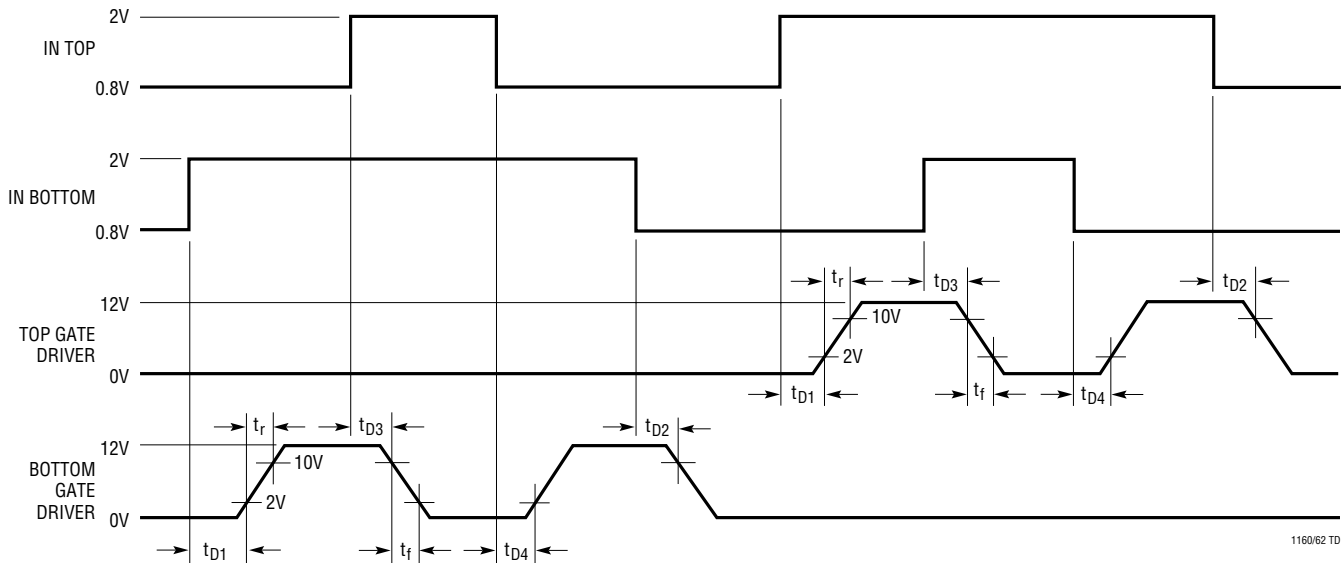 2V
IN TOP
0.8V
2V
IN BOTTOM
0.8V
tr
tD3
tD2
12V
10V
TOP GATE
DRIVER
2V
0V
tD1
tf
tD4
tr
tD3
tD2
12V
10V
BOTTOM
GATE
DRIVER
2V
0V
tD1
tf
tD4
1160/62 TD